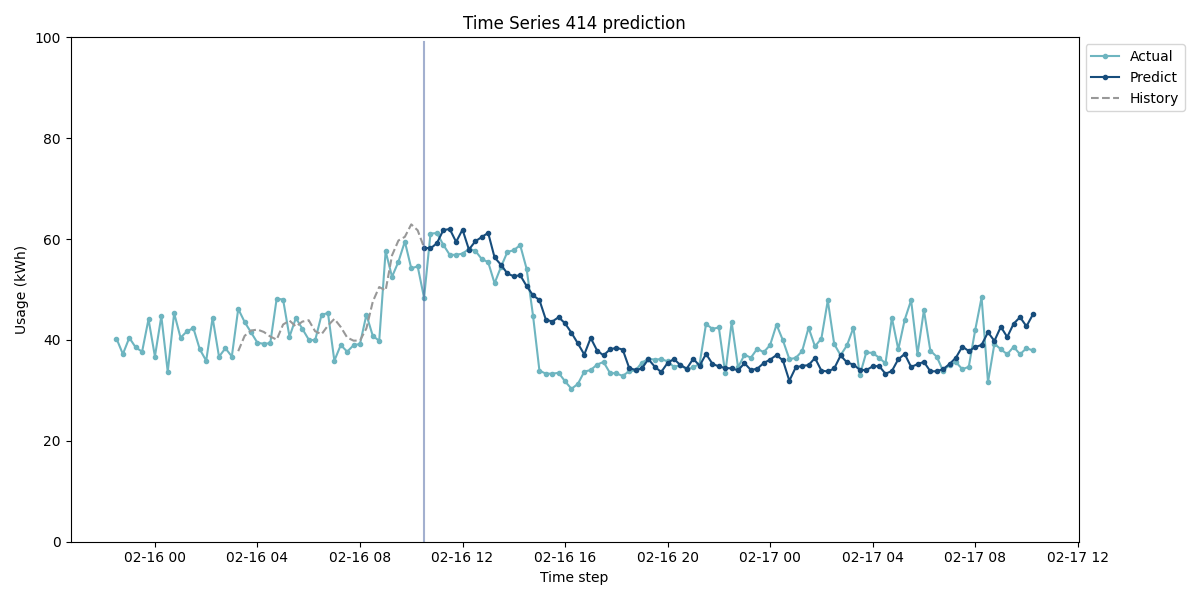 Time Series 414 prediction
Usage (kWh)
100
80
60
40
20
0
02-16 00
02-16 04
02-16 08
02-16 12
02-16 16
02-16 20
02-17 00
02-17 04
02-17 08
02-17 12
Time step
Actual
Predict
History